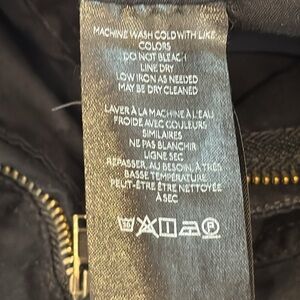 MACHINE WASH COLD WITH LIKE
COLORS
DO NOT BLEACH
LINE DRY
LOW IRON AS NEEDED
MAY BE DRY CLEANED
LAVER À LA MACHINE À L'EAU
FROIDE AVEC COULEURS
SIMILAIRES
NE PAS BLANCHIR
LIGNE SEC
REPASSER, AU BESOIN, À TRÈS
BASSE TEMPÉRATURE
PEUT-ÊTRE ÊTRE NETTOYÉE
À SEC